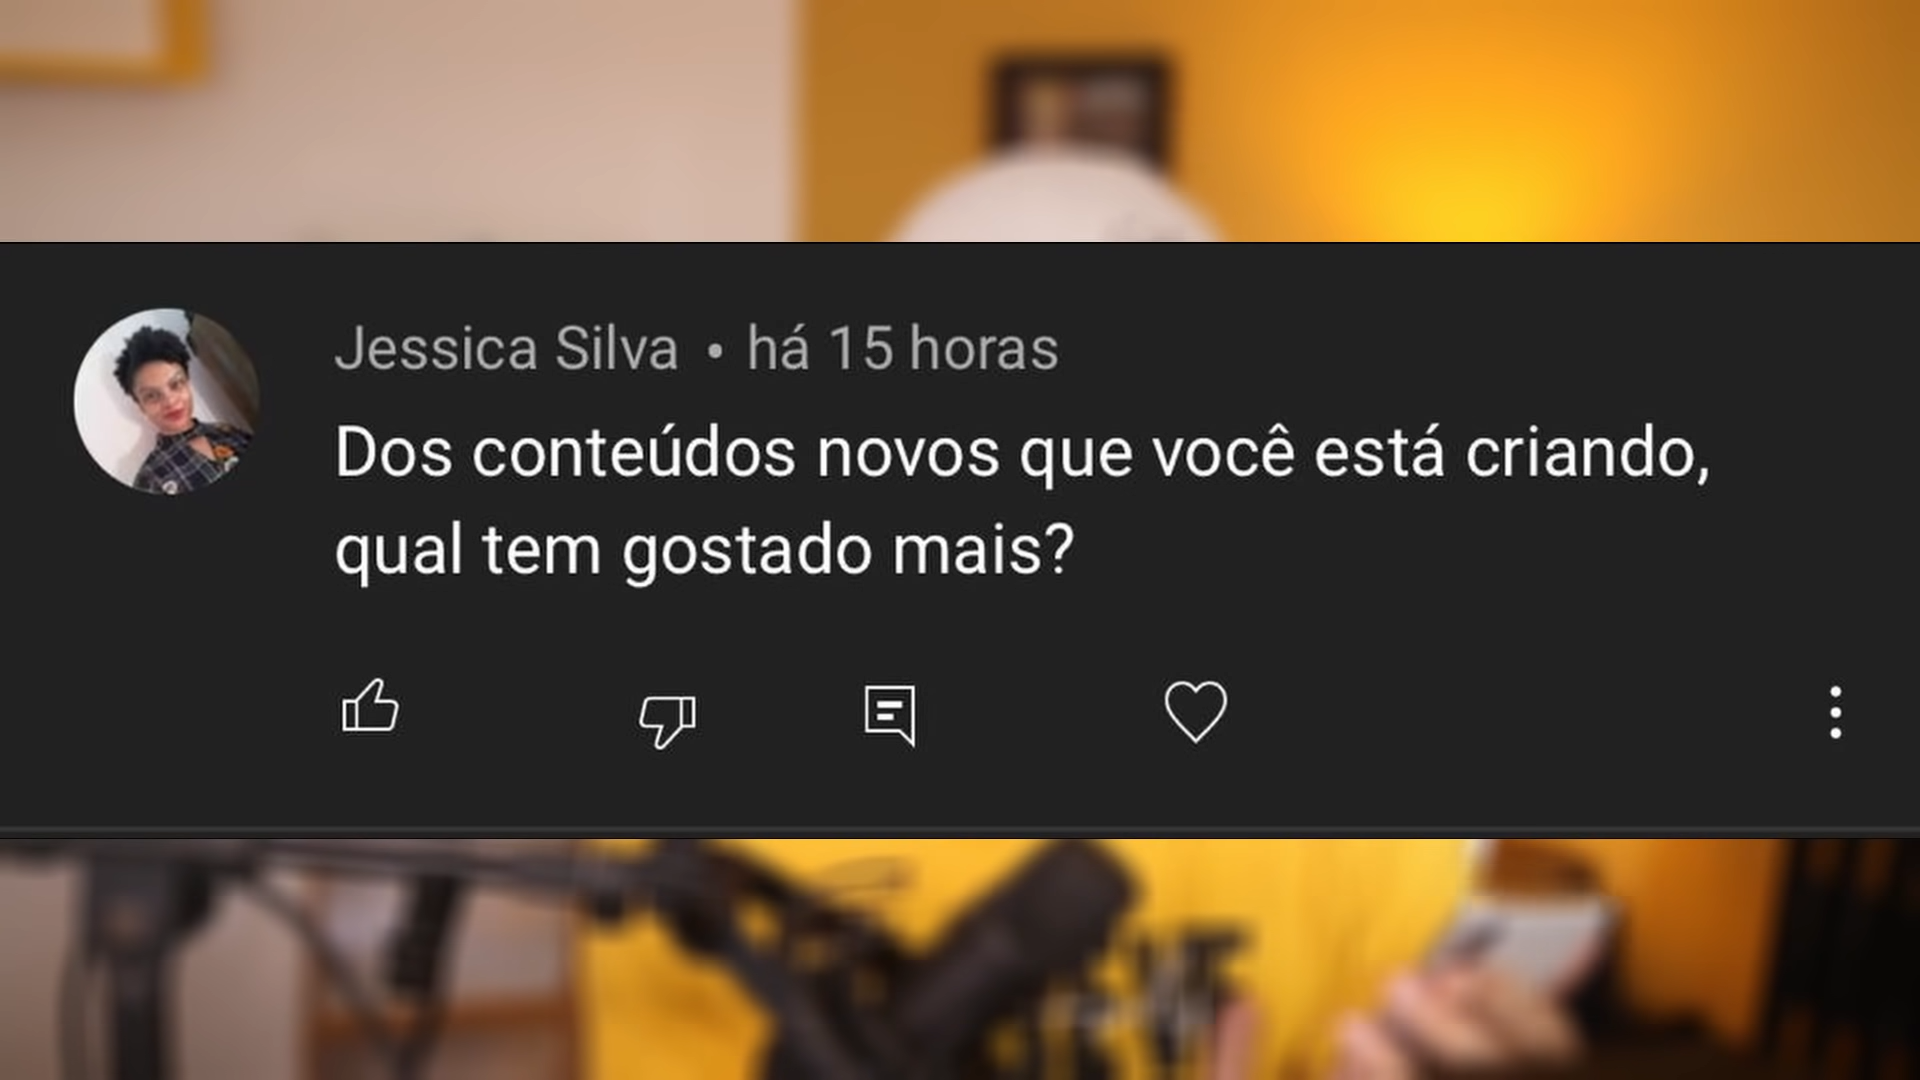 Jessica Silva • há 15 horas
Dos conteúdos novos que você está criando,
qual tem gostado mais?